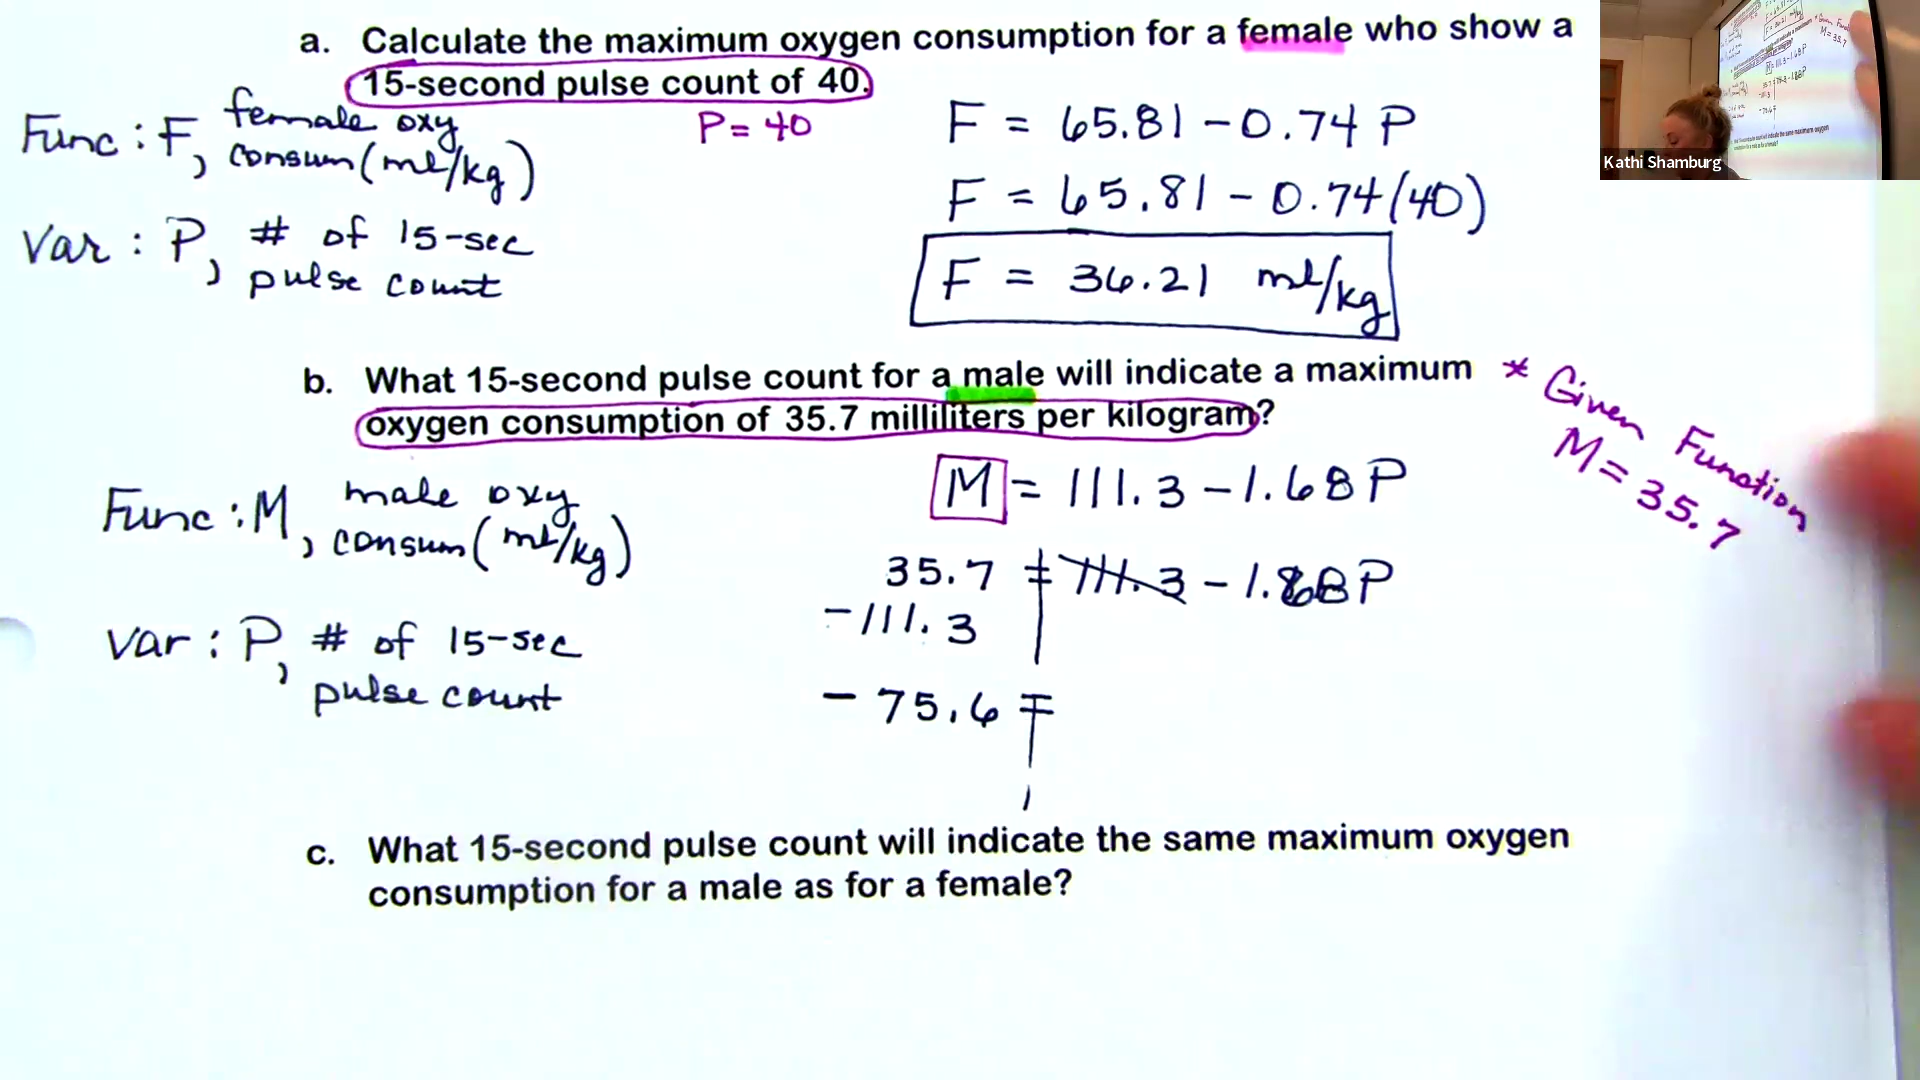 a. Calculate the maximum oxygen consumption for a female who show a
15-second pulse count of 40.
P = 40
Func : F, female oxy
consum (ml/kg)
Var : P, # of 15-sec
pulse count
F = 65.81 - 0.74 P
F = 65.81 - 0.74 (40)
F = 36.21 ml/kg
Kathi Shamburg
b. What 15-second pulse count for a male will indicate a maximum
oxygen consumption of 35.7 milliliters per kilogram?
* Given Function
M = 35.7
Func : M, male oxy
consum (ml/kg)
Var : P, # of 15-sec
pulse count
M = 111.3 - 1.68 P
35.7 = 111.3 - 1.68 P
-111.3
- 75.6 =
c. What 15-second pulse count will indicate the same maximum oxygen
consumption for a male as for a female?